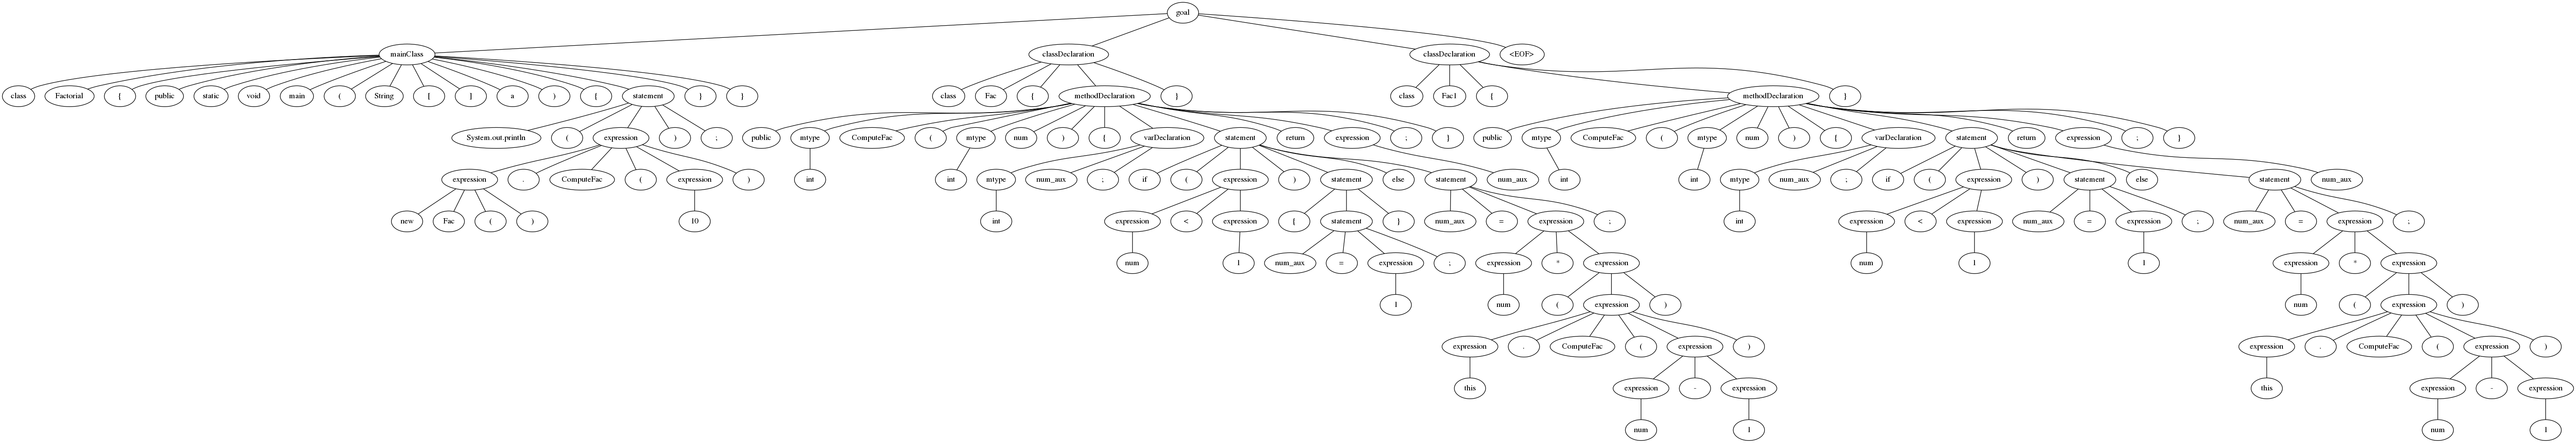 goal
mainClass classDeclaration classDeclaration <EOF>
class Factorial { public static void main ( String [ ] a ) { statement } } class Fac { methodDeclaration } class Fac1 { methodDeclaration }
System.out.println ( expression ) ; public mtype ComputeFac ( mtype num ) { varDeclaration statement return expression ; } public mtype ComputeFac ( mtype num ) { varDeclaration statement return expression ; }
expression . ComputeFac ( expression ) int int mtype num_aux ; if ( expression ) statement else statement num_aux int int mtype num_aux ; if ( expression ) statement else statement num_aux
new Fac ( ) 10 int expression < expression { statement } num_aux = expression ; int expression < expression num_aux = expression ; num_aux = expression ;
num 1 num_aux = expression ; expression * expression num 1 1 expression * expression
1 num ( expression ) num ( expression )
expression . ComputeFac ( expression ) expression . ComputeFac ( expression )
this expression - expression this expression - expression
num 1 num 1